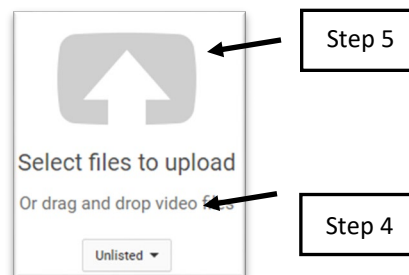 Step 5
Select files to upload
Or drag and drop video files
Step 4
Unlisted